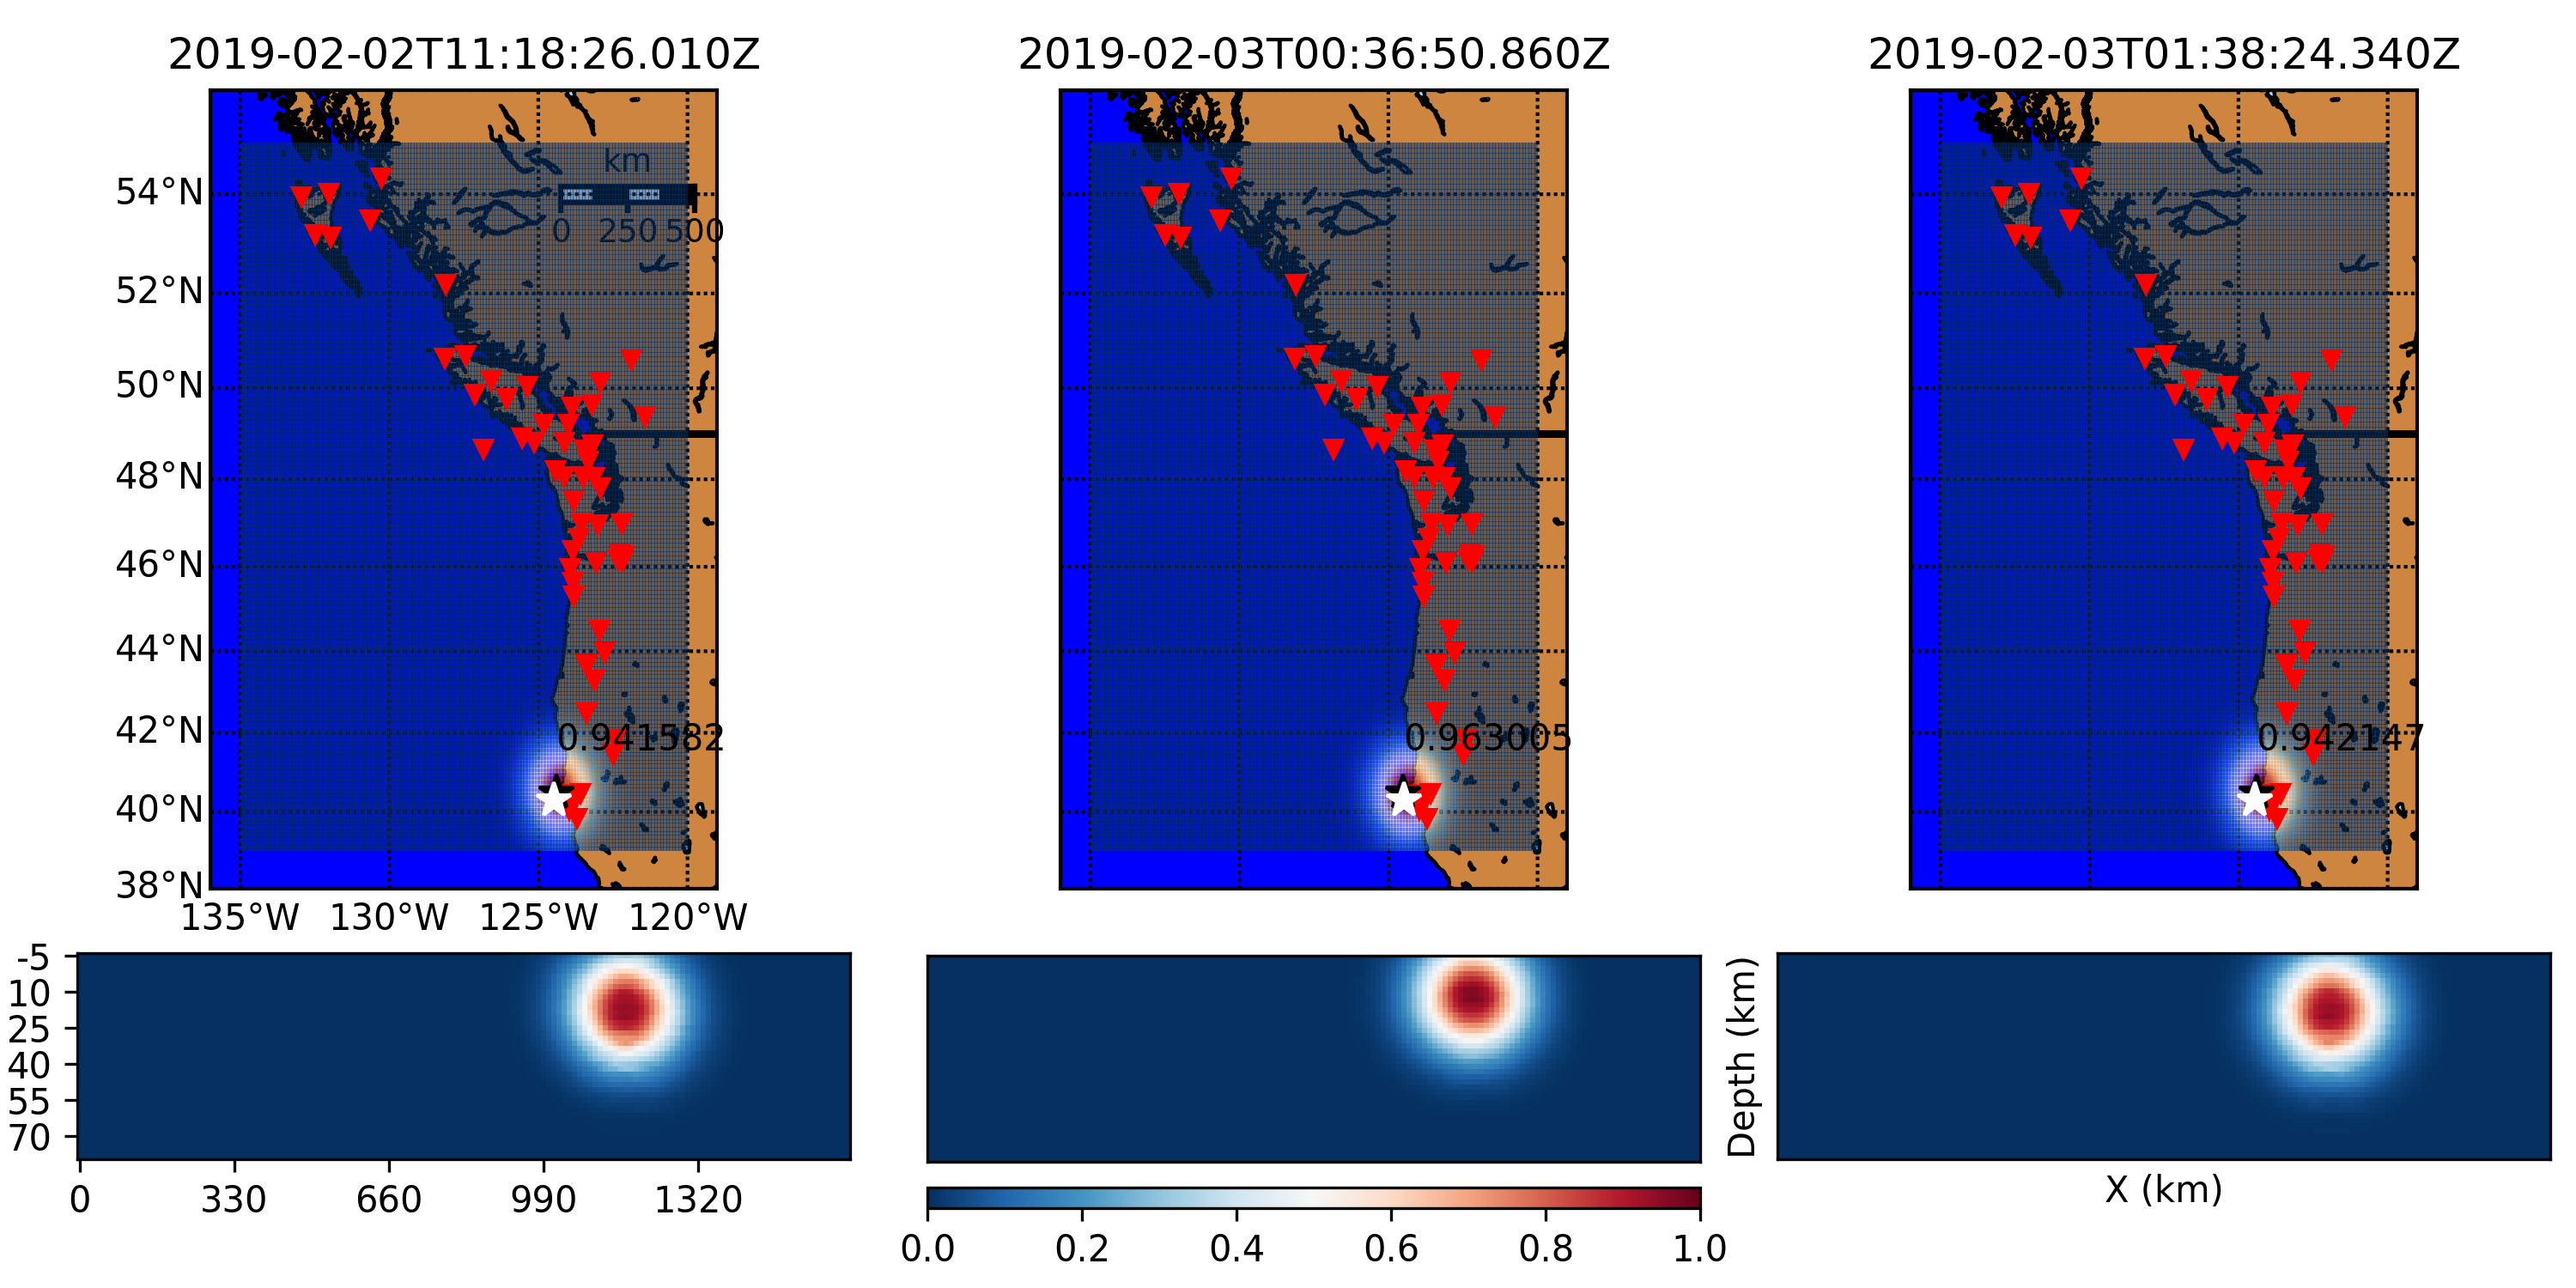 2019-02-02T11:18:26.010Z 2019-02-03T00:36:50.860Z 2019-02-03T01:38:24.340Z
km
54°N
0 250 500
52°N
50°N
48°N
46°N
44°N
42°N
0.941582 0.963005 0.942147
40°N
38°N
135°W 130°W 125°W 120°W
-5
10
25
40
55
70
0 330 660 990 1320
Depth (km)
X (km)
0.0 0.2 0.4 0.6 0.8 1.0